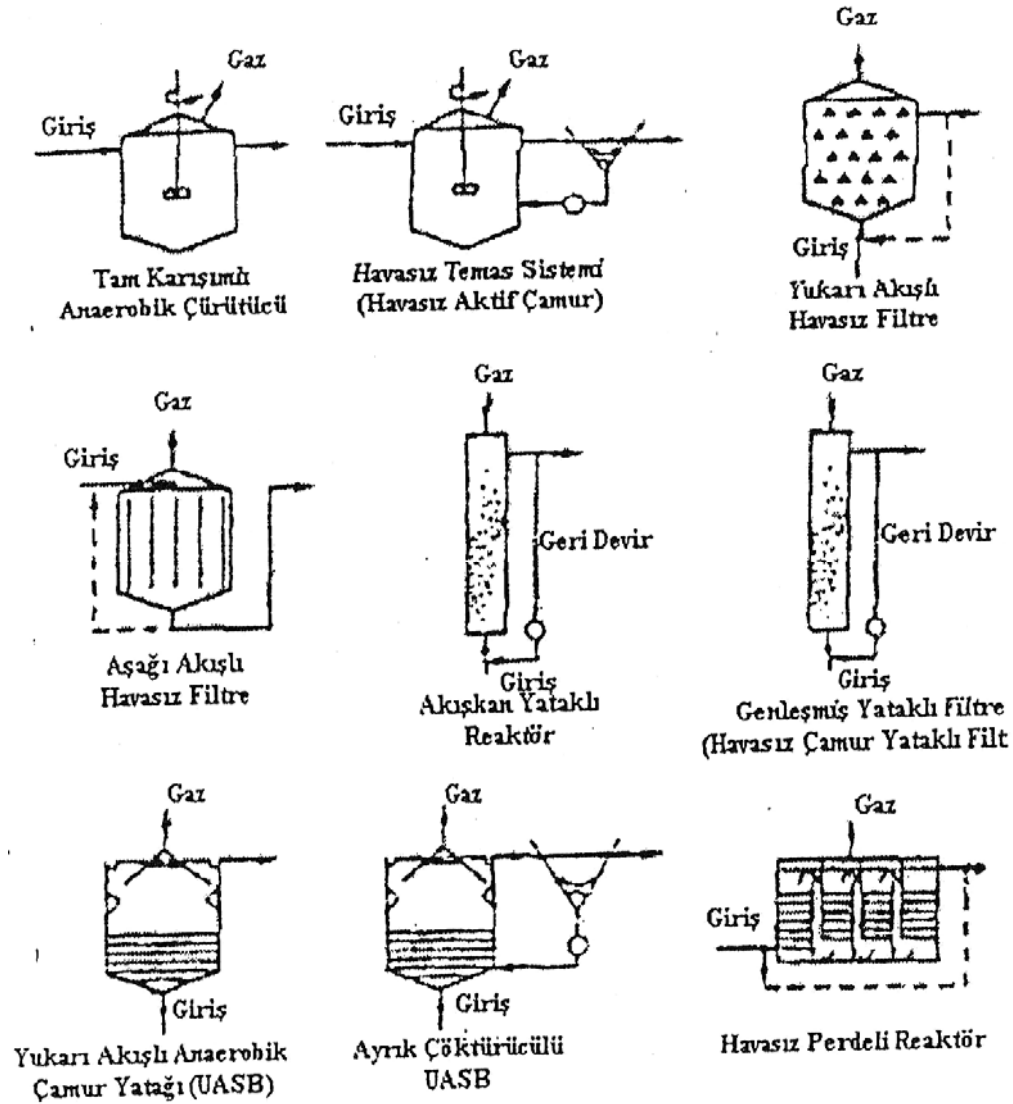 Gaz
Giriş
Tam Karışımlı
Anaerobik Çürütücü
Gaz
Giriş
Havasız Temas Sistemi
(Havasız Aktif Çamur)
Gaz
Giriş
Yukarı Akışlı
Havasız Filtre
Gaz
Giriş
Aşağı Akışlı
Havasız Filtre
Gaz
Geri Devir
Giriş
Akışkan Yataklı
Reaktör
Gaz
Geri Devir
Giriş
Genleşmiş Yataklı Filtre
(Havasız Çamur Yataklı Filt
Gaz
Giriş
Yukarı Akışlı Anaerobik
Çamur Yatağı (UASB)
Gaz
Giriş
Ayrık Çöktürücülü
UASB
Gaz
Giriş
Havasız Perdeli Reaktör